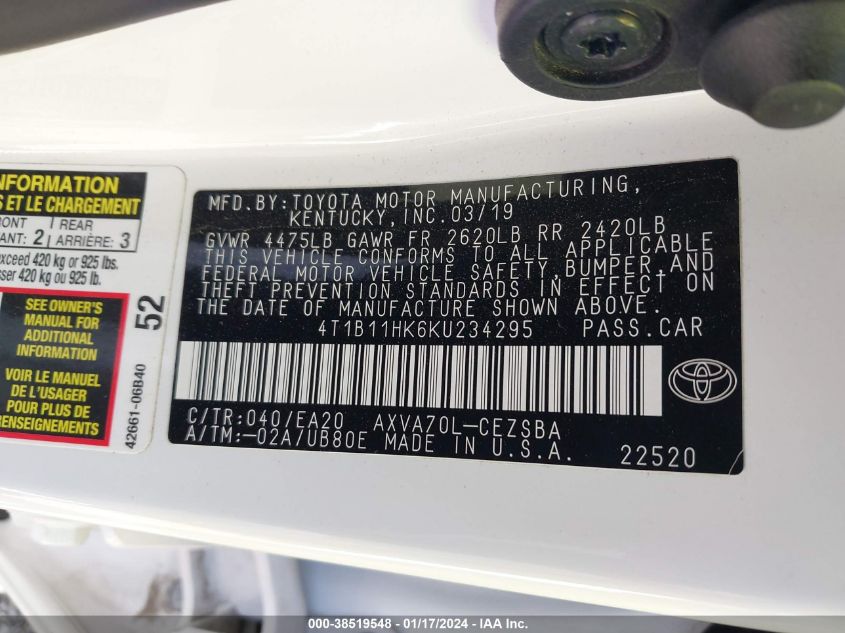 NFORMATION
S ET LE CHARGEMENT
RONT
ANT: 2
REAR
ARRIÈRE: 3
exceed 420 kg or 925 lbs.
sser 420 kg ou 925 lb.
SEE OWNER'S
MANUAL FOR
ADDITIONAL
INFORMATION
VOIR LE MANUEL
DE L'USAGER
POUR PLUS DE
RENSEIGNEMENTS
52
42661-06B40
MFD.BY:TOYOTA MOTOR MANUFACTURING,
KENTUCKY,INC.03/19
GVWR 4475LB GAWR FR 2620LB RR 2420LB
THIS VEHICLE CONFORMS TO ALL APPLICABLE
FEDERAL MOTOR VEHICLE SAFETY,BUMPER,AND
THEFT PREVENTION STANDARDS IN EFFECT ON
THE DATE OF MANUFACTURE SHOWN ABOVE.
4T1B11HK6KU234295 PASS.CAR
C/TR:040/EA20 AXVA70L-CEZSBA
A/TM:-02A/UB80E MADE IN U.S.A.
22520
000-38519548 - 01/17/2024 - IAA, Inc.